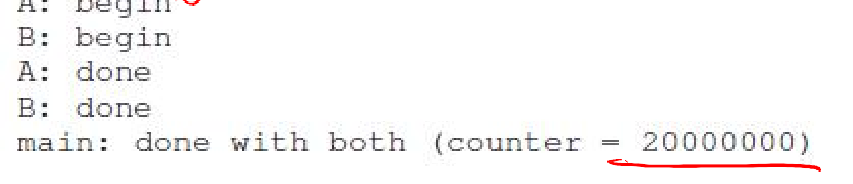 A: begin
B: begin
A: done
B: done
main: done with both (counter = 20000000)